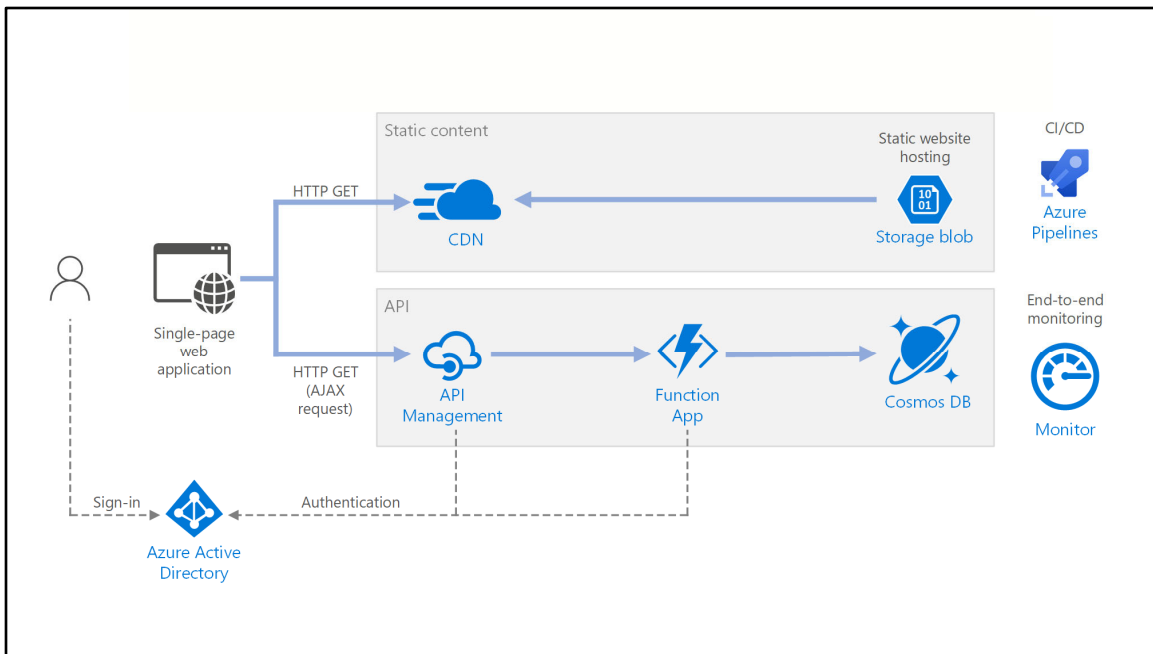 Static content
Static website
hosting
CI/CD
HTTP GET
CDN
Storage blob
Azure
Pipelines
Single-page
web
application
API
HTTP GET
(AJAX
request)
API
Management
Function
App
Cosmos DB
End-to-end
monitoring
Monitor
Sign-in
Authentication
Azure Active
Directory
10
01